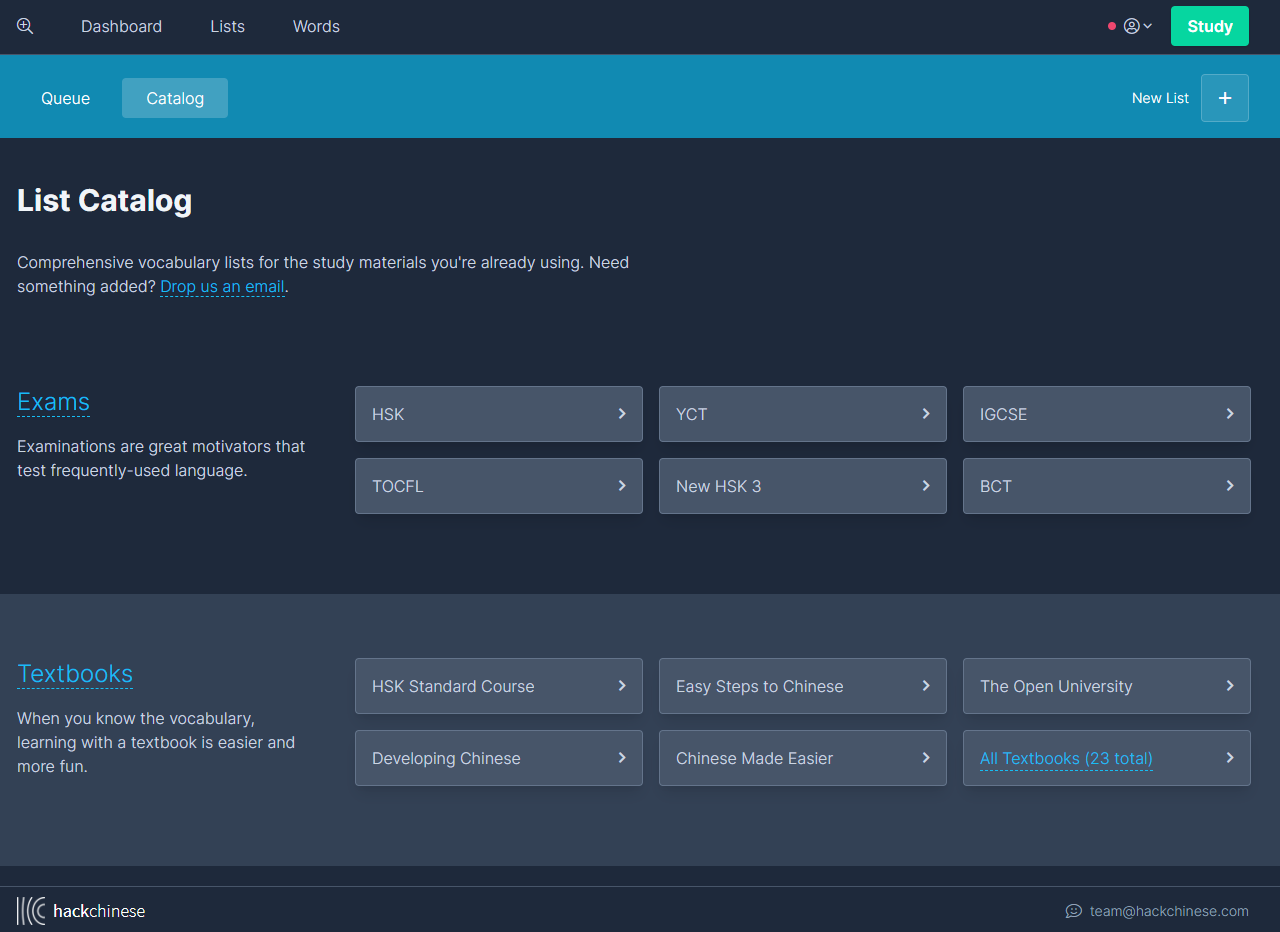 Dashboard
Lists
Words
Study
Queue
Catalog
New List
+
List Catalog
Comprehensive vocabulary lists for the study materials you're already using. Need
something added? Drop us an email.
Exams
Examinations are great motivators that
test frequently-used language.
HSK
YCT
IGCSE
TOCFL
New HSK 3
BCT
Textbooks
When you know the vocabulary,
learning with a textbook is easier and
more fun.
HSK Standard Course
Easy Steps to Chinese
The Open University
Developing Chinese
Chinese Made Easier
All Textbooks (23 total)
hackchinese
team@hackchinese.com